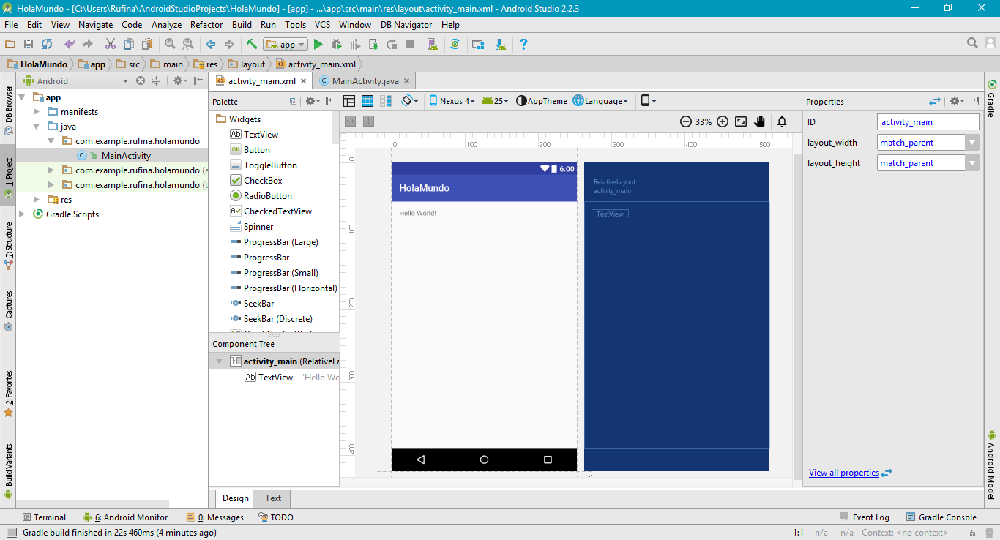 HolaMundo - [C:\Users\Rufina\AndroidStudioProjects\HolaMundo] - [app] - ...\app\src\main\res\layout\activity_main.xml - Android Studio 2.2.3
File Edit View Navigate Code Analyze Refactor Build Run Tools VCS Window DB Navigator Help
app
HolaMundo app src main res layout activity_main.xml
Android
activity_main.xml MainActivity.java
DB Browser
1: Project
7: Structure
Captures
2: Favorites
Build Variants
app
manifests
java
com.example.rufina.holamundo
MainActivity
com.example.rufina.holamundo (a
com.example.rufina.holamundo (t
res
Gradle Scripts
Palette
Widgets
Ab TextView
OK Button
ToggleButton
CheckBox
RadioButton
CheckedTextView
Spinner
ProgressBar (Large)
ProgressBar
ProgressBar (Small)
ProgressBar (Horizontal)
SeekBar
SeekBar (Discrete)
Component Tree
activity_main (RelativeLa
Ab TextView - "Hello Wo
Nexus 4 25 AppTheme Language
33%
0 100 200 300 400 500
0
100
200
300
400
6:00
HolaMundo
Hello World!
RelativeLayout
activity_main
TextView
Properties
ID activity_main
layout_width match_parent
layout_height match_parent
View all properties
Gradle
Android Model
Design Text
Terminal 6: Android Monitor 0: Messages TODO Event Log Gradle Console
Gradle build finished in 22s 460ms (4 minutes ago) 1:1 n/a n/a Context: <no context>